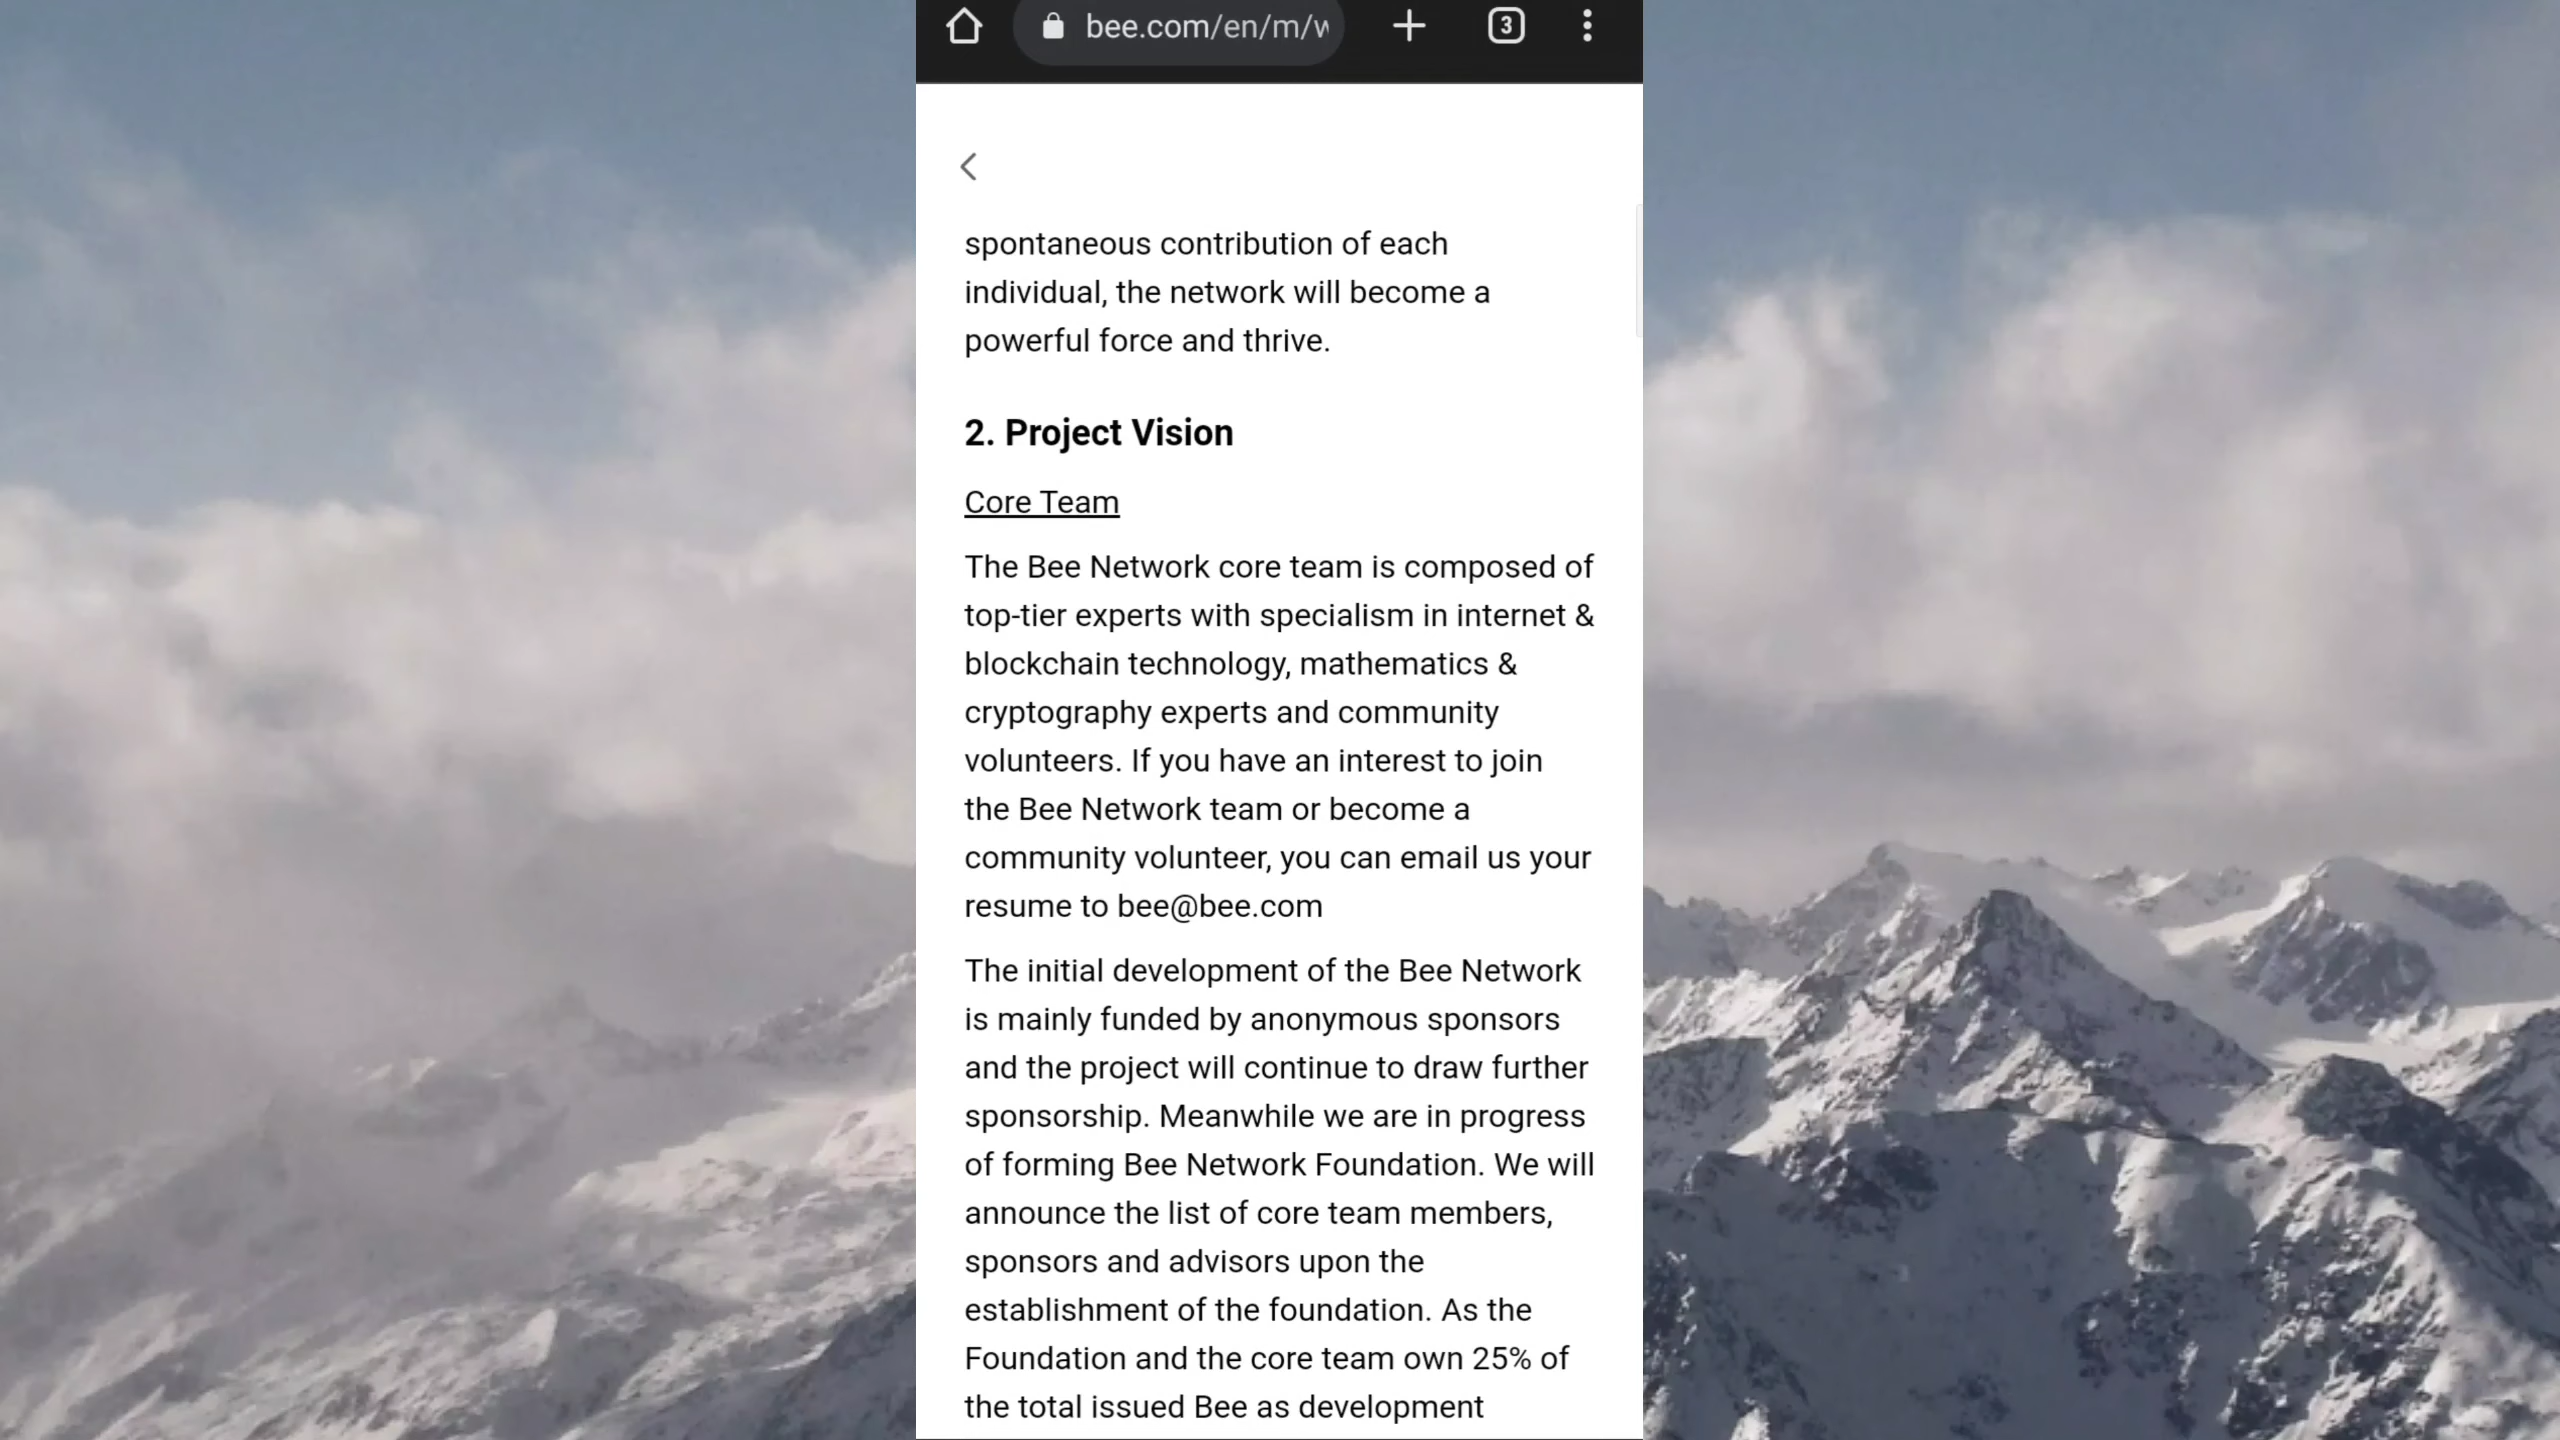 bee.com/en/m/w
3
spontaneous contribution of each
individual, the network will become a
powerful force and thrive.
2. Project Vision
Core Team
The Bee Network core team is composed of
top-tier experts with specialism in internet &
blockchain technology, mathematics &
cryptography experts and community
volunteers. If you have an interest to join
the Bee Network team or become a
community volunteer, you can email us your
resume to bee@bee.com
The initial development of the Bee Network
is mainly funded by anonymous sponsors
and the project will continue to draw further
sponsorship. Meanwhile we are in progress
of forming Bee Network Foundation. We will
announce the list of core team members,
sponsors and advisors upon the
establishment of the foundation. As the
Foundation and the core team own 25% of
the total issued Bee as development